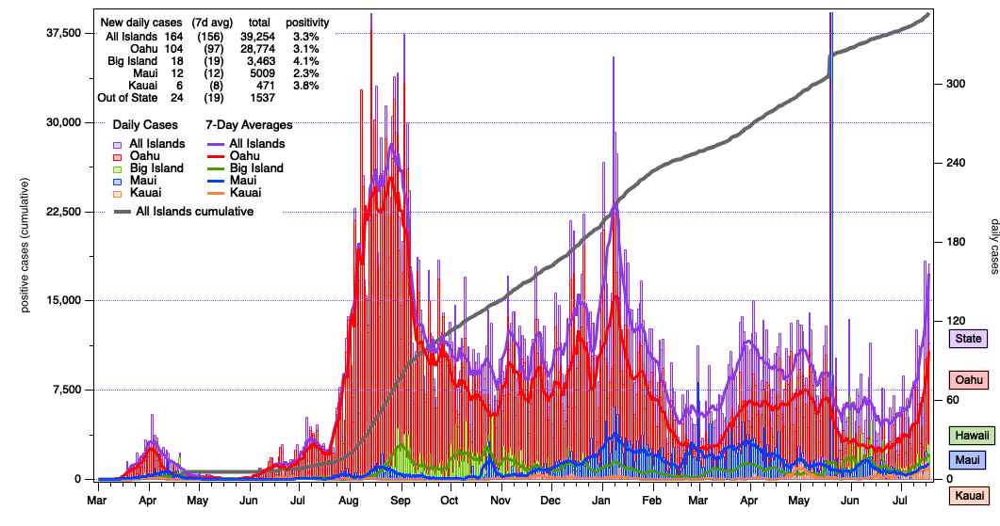 New daily cases (7d avg) total positivity
All Islands 164 (156) 39,254 3.3%
Oahu 104 (97) 28,774 3.1%
Big Island 18 (19) 3,463 4.1%
Maui 12 (12) 5009 2.3%
Kauai 6 (8) 471 3.8%
Out of State 24 (19) 1537
Daily Cases 7-Day Averages
All Islands All Islands
Oahu Oahu
Big Island Big Island
Maui Maui
Kauai Kauai
All Islands cumulative
positive cases (cumulative)
37,500
30,000
22,500
15,000
7,500
0
300
240
180
120
60
0
daily cases
State
Oahu
Hawaii
Maui
Kauai
Mar Apr May Jun Jul Aug Sep Oct Nov Dec Jan Feb Mar Apr May Jun Jul